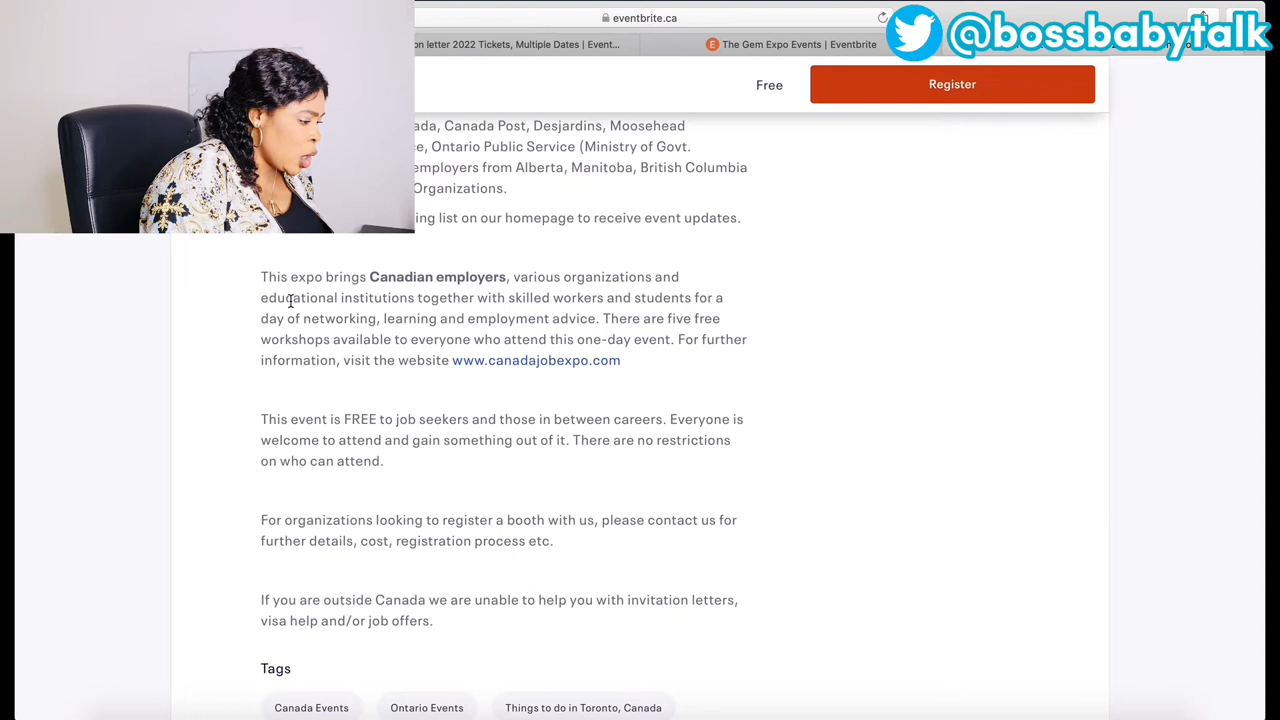 eventbrite.ca
@bossbabytalk
on letter 2022 Tickets, Multiple Dates | Event...
The Gem Expo Events | Eventbrite
Free
Register
ada, Canada Post, Desjardins, Moosehead
e, Ontario Public Service (Ministry of Govt.
employers from Alberta, Manitoba, British Columbia
Organizations.
ing list on our homepage to receive event updates.
This expo brings Canadian employers, various organizations and
educational institutions together with skilled workers and students for a
day of networking, learning and employment advice. There are five free
workshops available to everyone who attend this one-day event. For further
information, visit the website www.canadajobexpo.com
This event is FREE to job seekers and those in between careers. Everyone is
welcome to attend and gain something out of it. There are no restrictions
on who can attend.
For organizations looking to register a booth with us, please contact us for
further details, cost, registration process etc.
If you are outside Canada we are unable to help you with invitation letters,
visa help and/or job offers.
Tags
Canada Events
Ontario Events
Things to do in Toronto, Canada